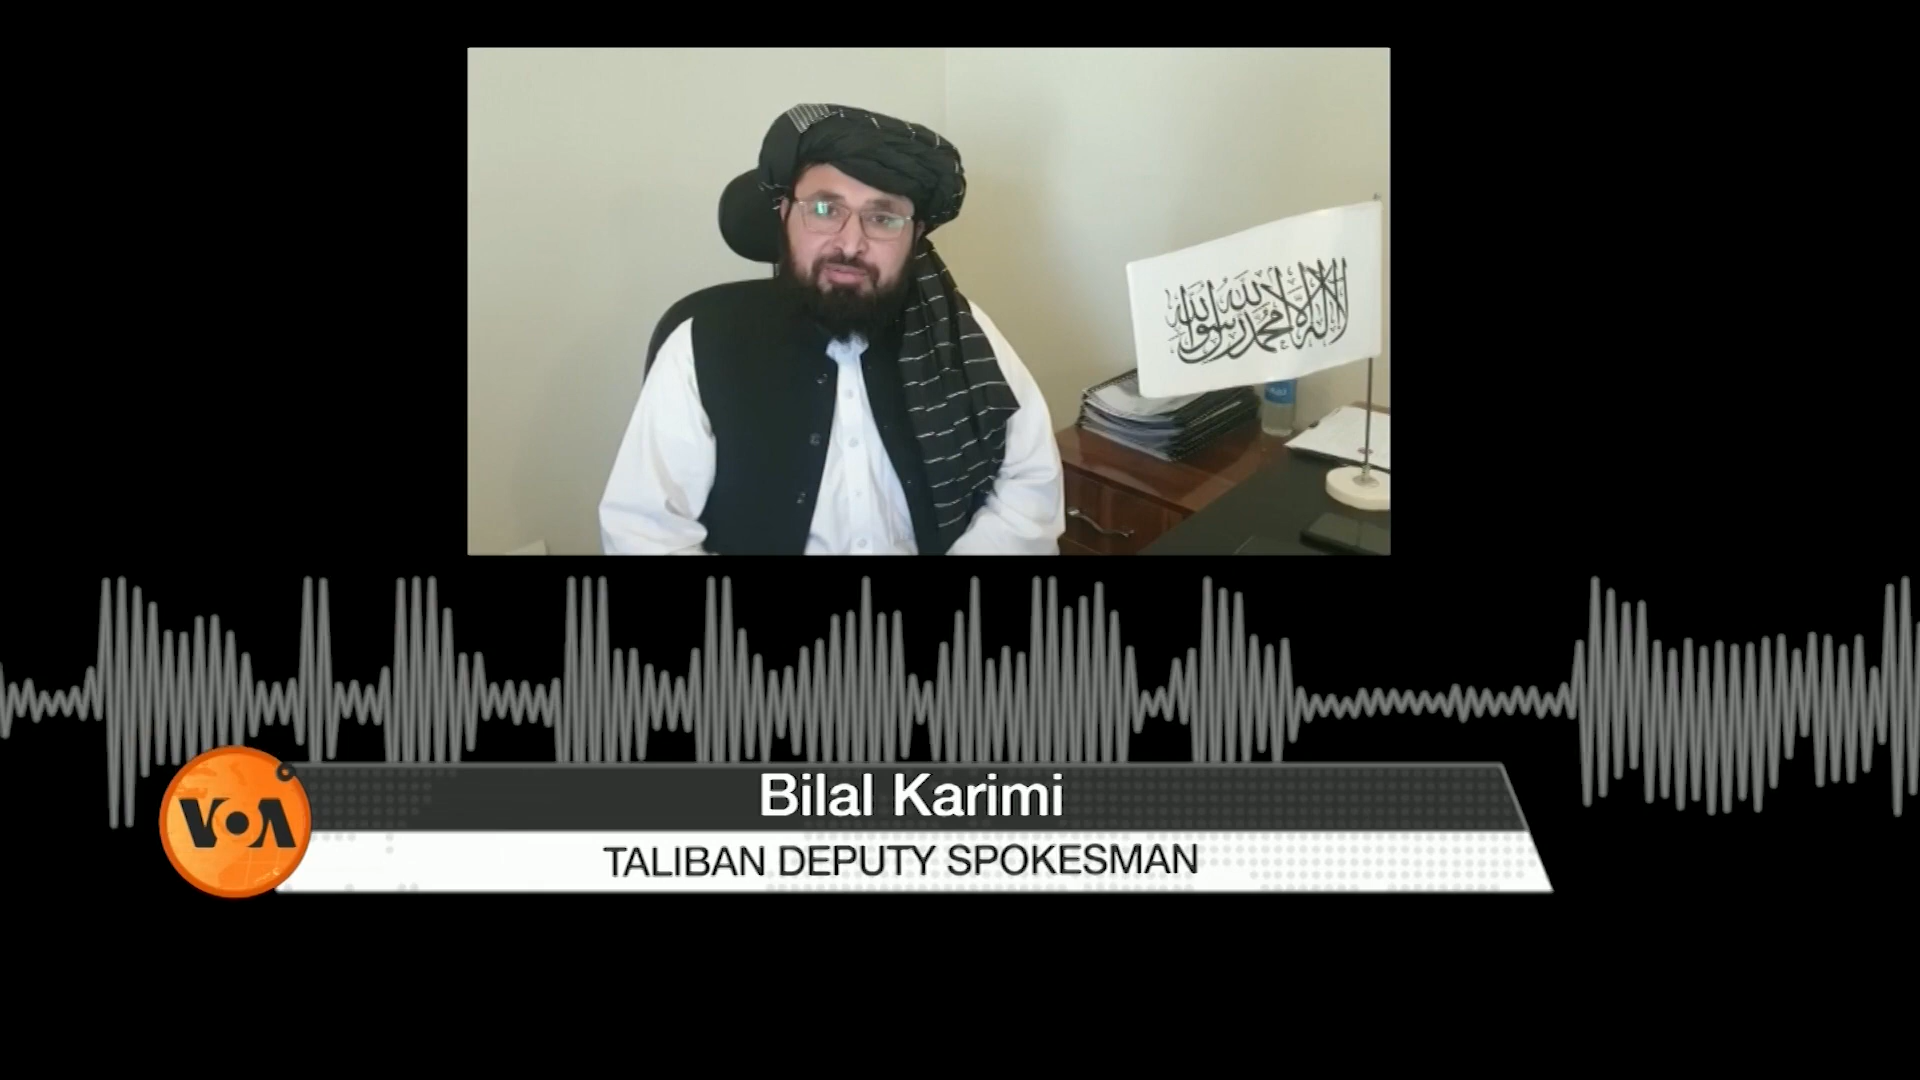 لا إله إلا الله محمد رسول الله
VOA
Bilal Karimi
TALIBAN DEPUTY SPOKESMAN